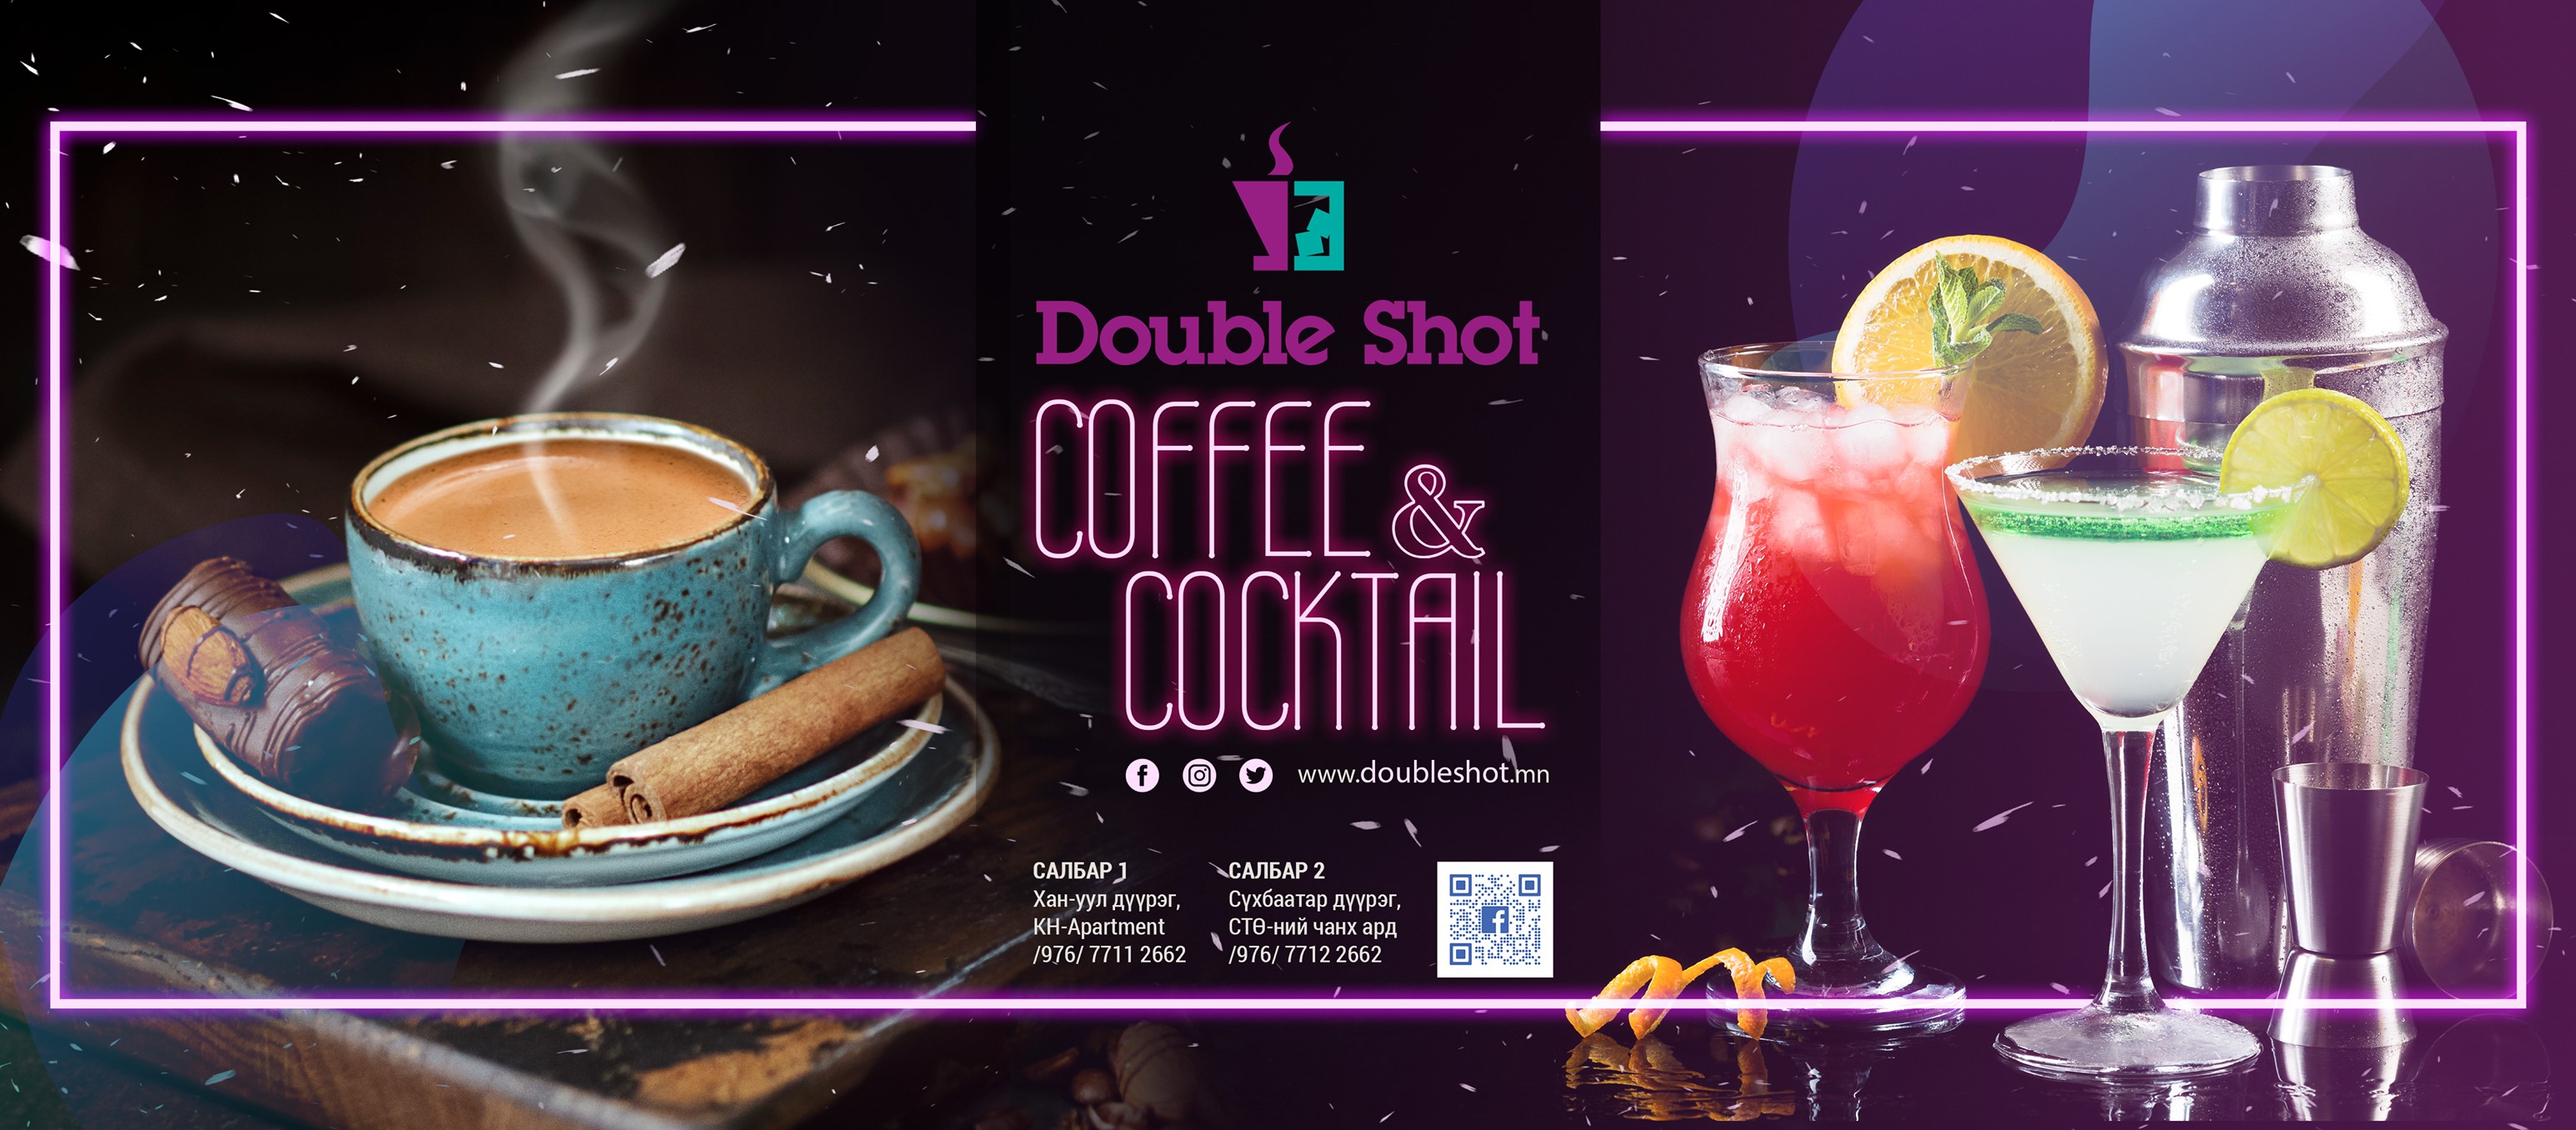 Double Shot
COFFEE &
COCKTAIL
www.doubleshot.mn
САЛБАР 1
Хан-уул дүүрэг,
KH-Apartment
/976/ 7711 2662
САЛБАР 2
Сүхбаатар дүүрэг,
СТӨ-ний чанх ард
/976/ 7712 2662